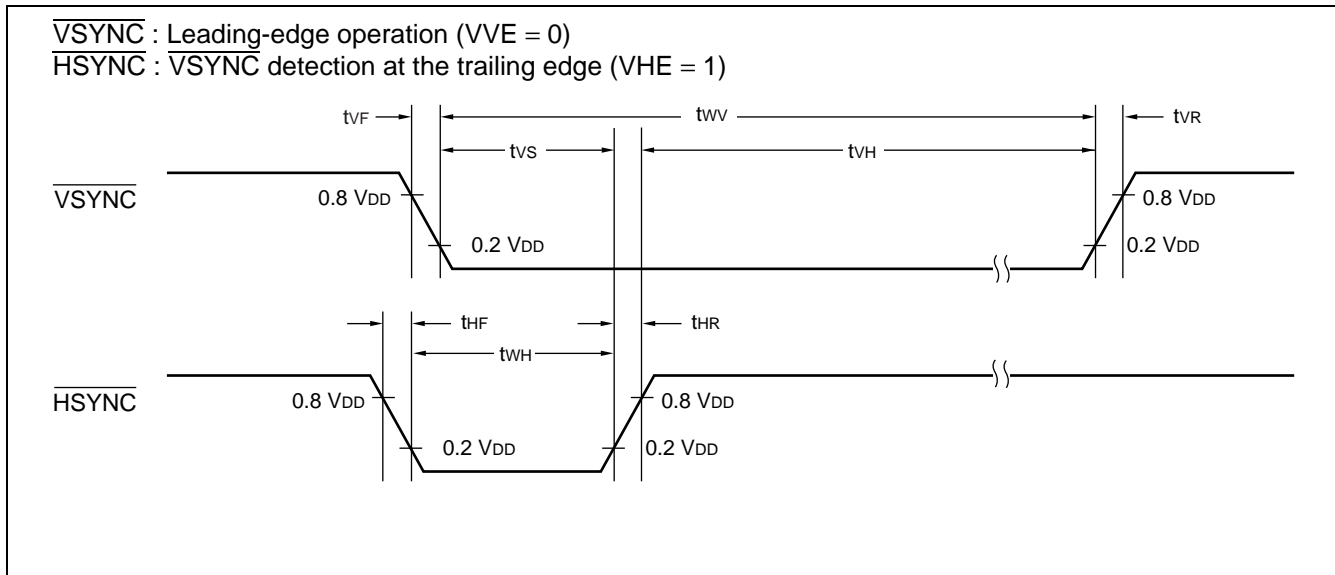 VSYNC : Leading-edge operation (VVE = 0)
HSYNC : VSYNC detection at the trailing edge (VHE = 1)
tVF
tWV
tVR
tVS
tVH
VSYNC
0.8 VDD
0.8 VDD
0.2 VDD
0.2 VDD
tHF
tHR
tWH
HSYNC
0.8 VDD
0.8 VDD
0.2 VDD
0.2 VDD